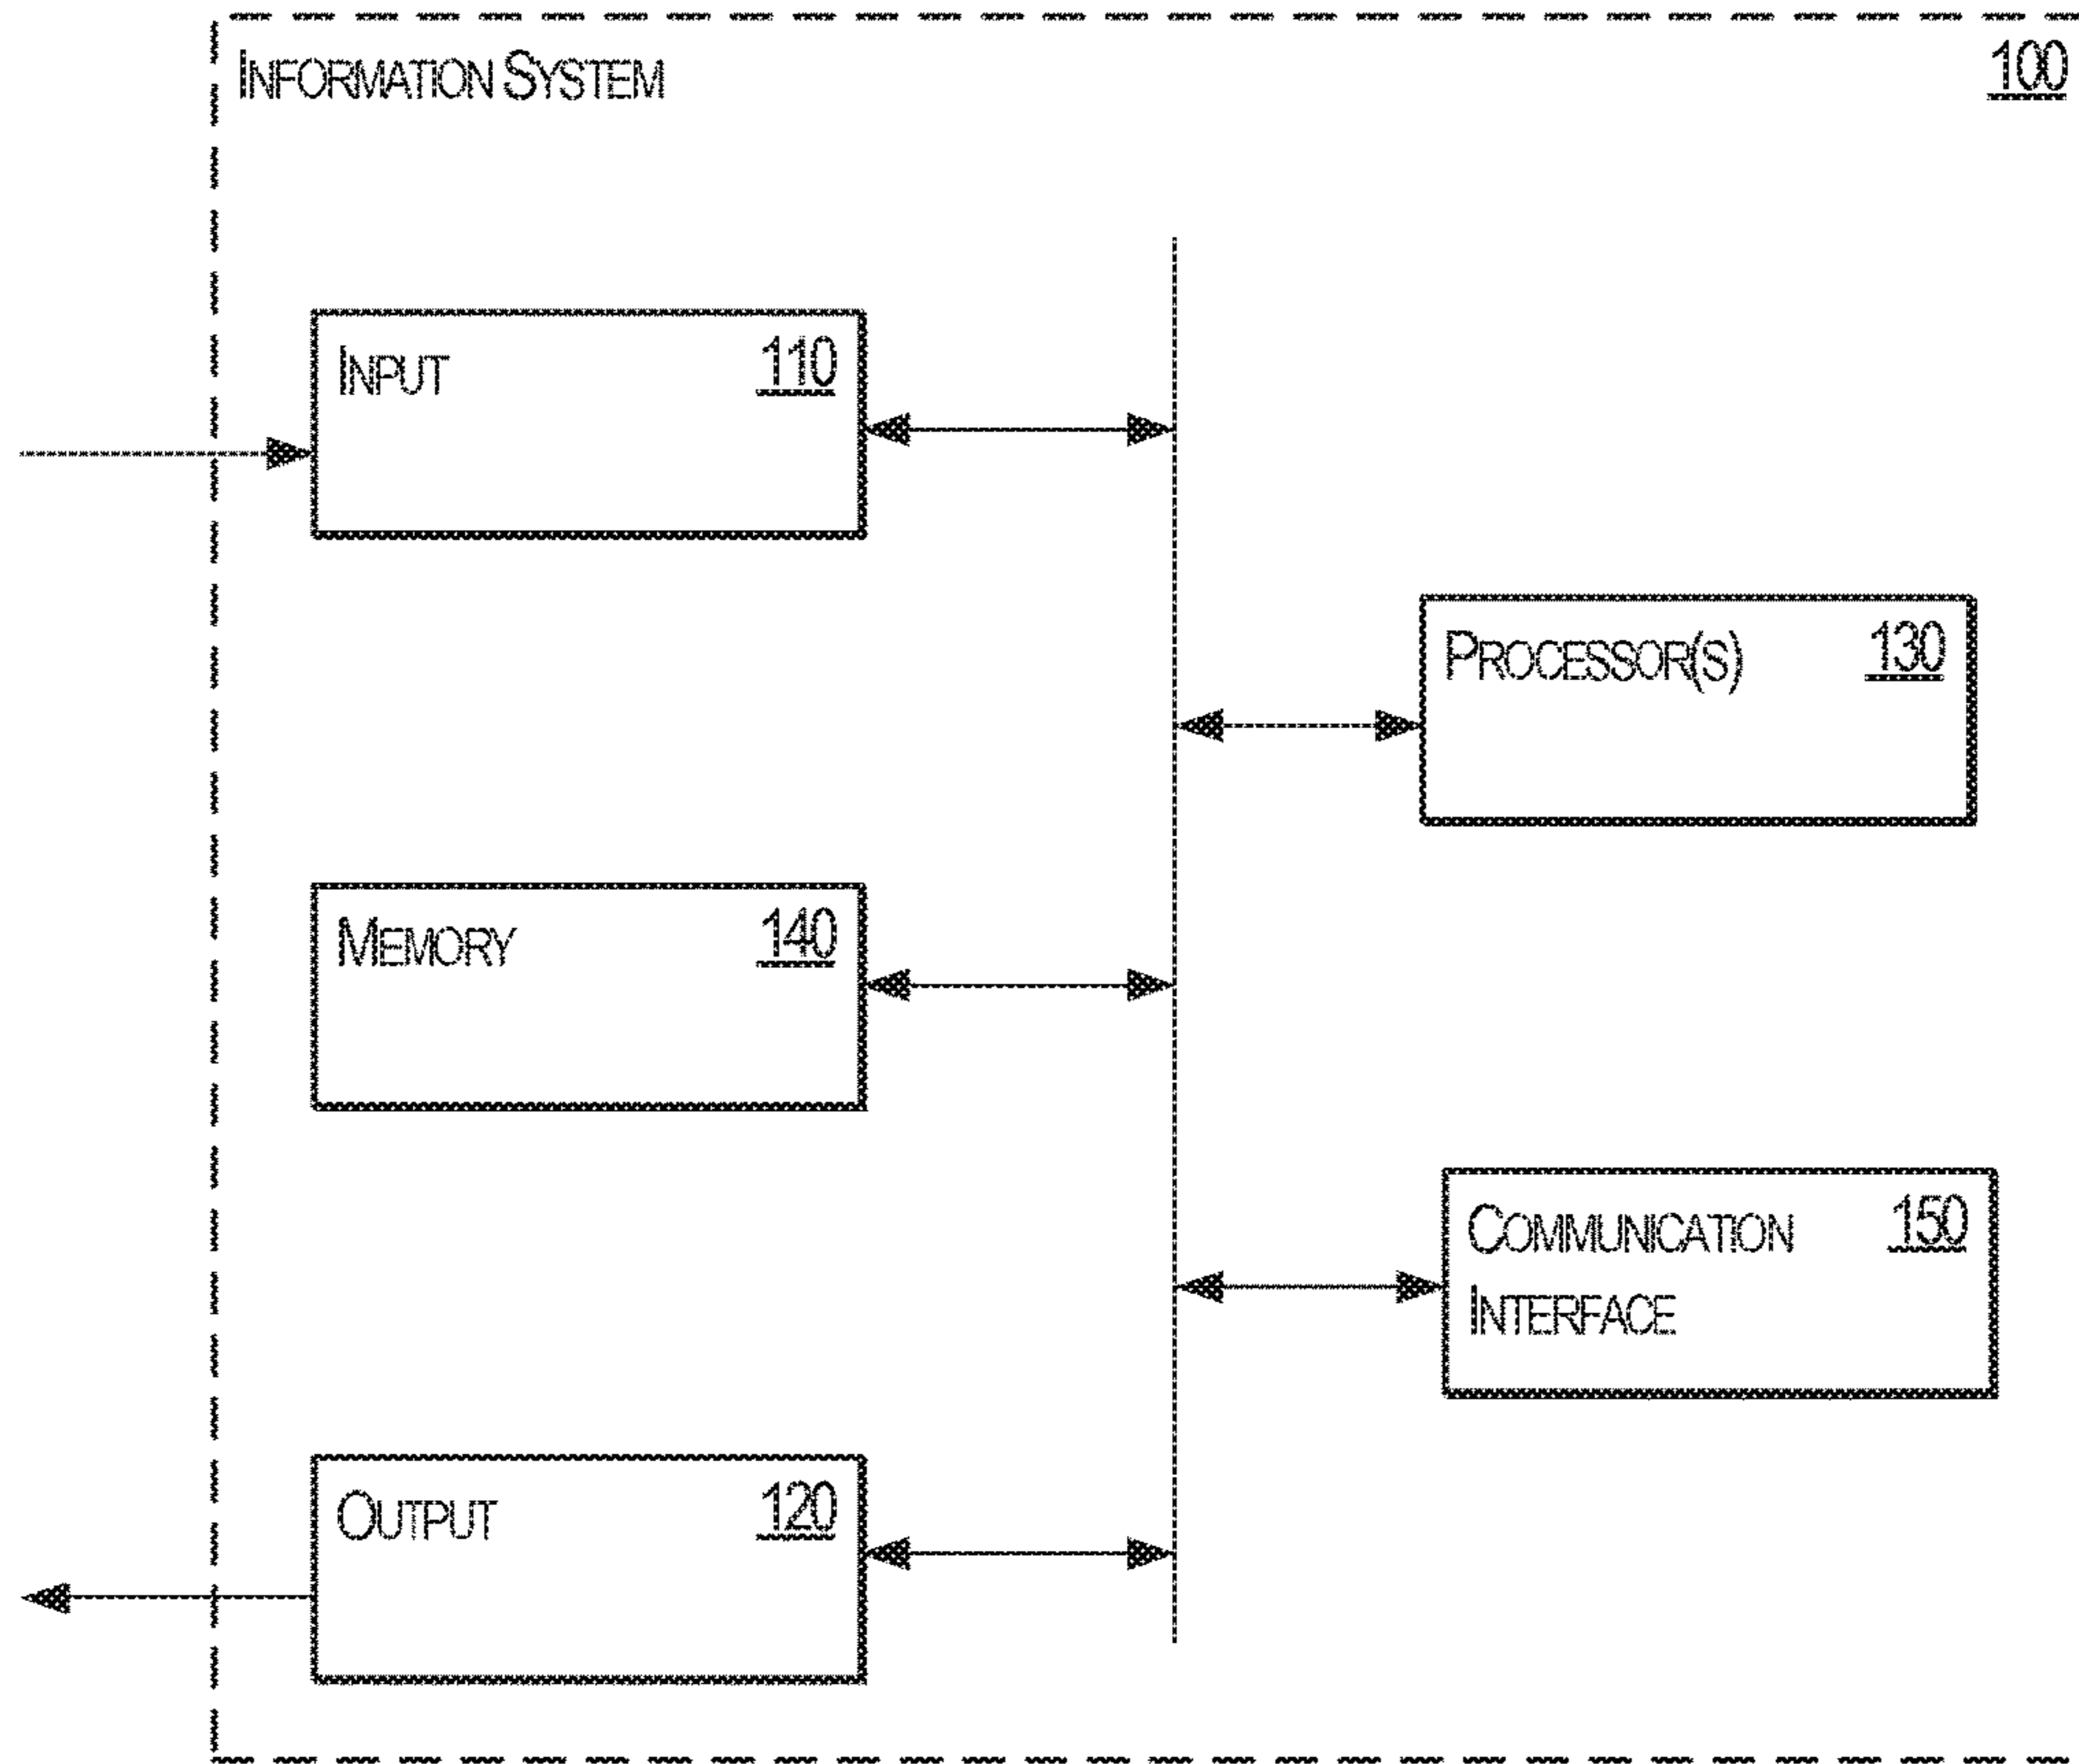 INFORMATION SYSTEM 100
INPUT 110
PROCESSOR(S) 130
MEMORY 140
COMMUNICATION 150
INTERFACE
OUTPUT 120